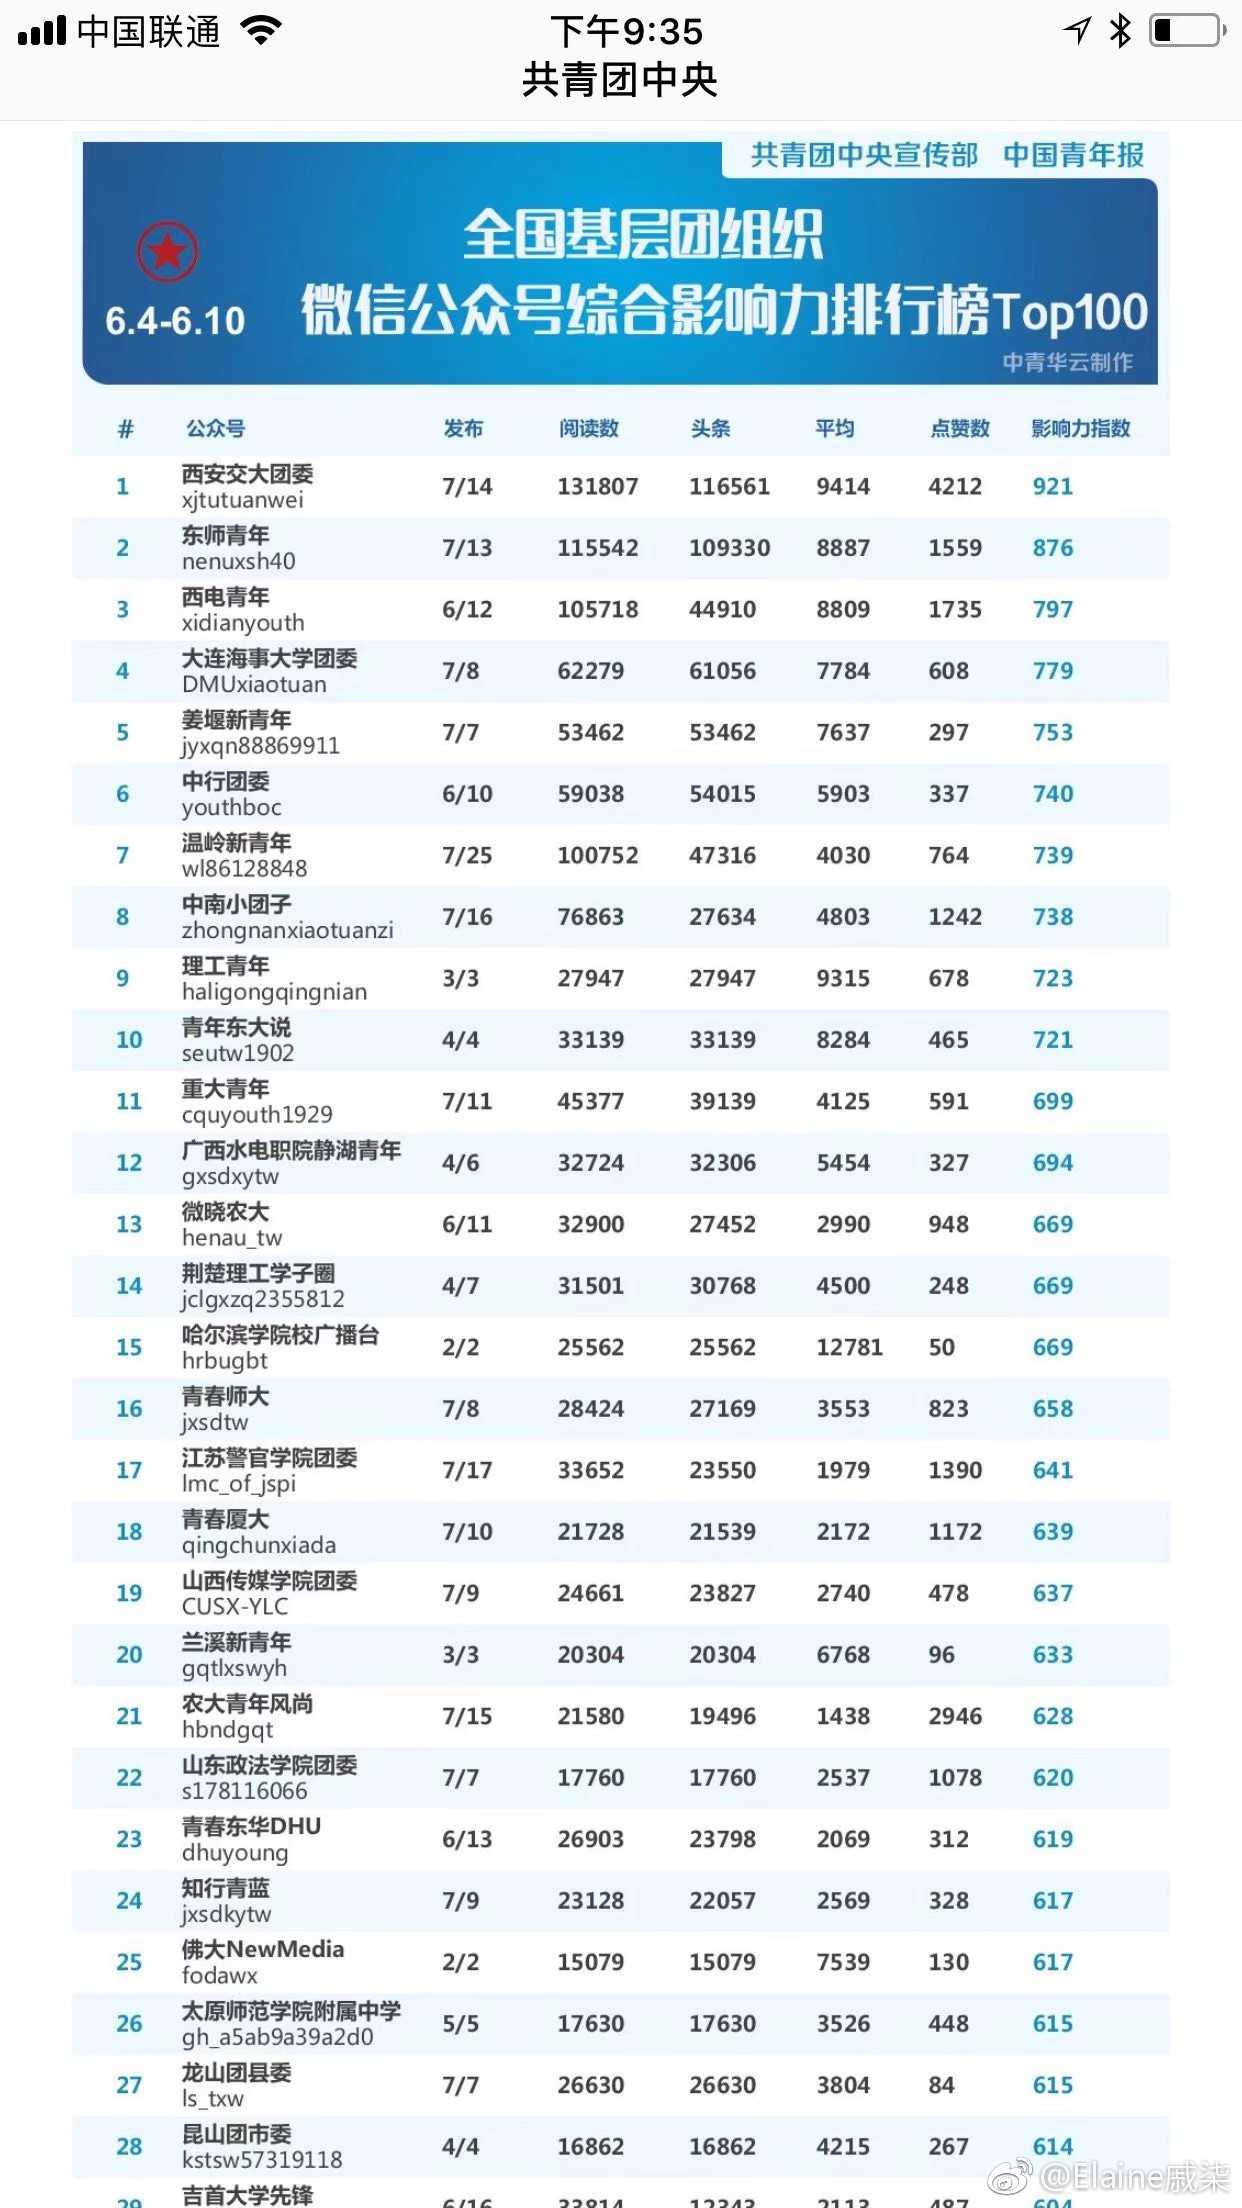 中国联通 下午9:35
共青团中央
共青团中央宣传部 中国青年报
全国基层团组织
6.4-6.10 微信公众号综合影响力排行榜Top100
中青华云制作
# 公众号 发布 阅读数 头条 平均 点赞数 影响力指数
1 西安交大团委 7/14 131807 116561 9414 4212 921
xjtutuanwei
2 东师青年 7/13 115542 109330 8887 1559 876
nenuxsh40
3 西电青年 6/12 105718 44910 8809 1735 797
xidianyouth
4 大连海事大学团委 7/8 62279 61056 7784 608 779
DMUxiaotuan
5 姜堰新青年 7/7 53462 53462 7637 297 753
jyxqn88869911
6 中行团委 6/10 59038 54015 5903 337 740
youthboc
7 温岭新青年 7/25 100752 47316 4030 764 739
wl86128848
8 中南小团子 7/16 76863 27634 4803 1242 738
zhongnanxiaotuanzi
9 理工青年 3/3 27947 27947 9315 678 723
haligongqingnian
10 青年东大说 4/4 33139 33139 8284 465 721
seutw1902
11 重大青年 7/11 45377 39139 4125 591 699
cquyouth1929
12 广西水电职院静湖青年 4/6 32724 32306 5454 327 694
gxsdxytw
13 微晓农大 6/11 32900 27452 2990 948 669
henau_tw
14 荆楚理工学子圈 4/7 31501 30768 4500 248 669
jclgxzq2355812
15 哈尔滨学院校广播台 2/2 25562 25562 12781 50 669
hrbugbt
16 青春师大 7/8 28424 27169 3553 823 658
jxsdtw
17 江苏警官学院团委 7/17 33652 23550 1979 1390 641
lmc_of_jspi
18 青春厦大 7/10 21728 21539 2172 1172 639
qingchunxiada
19 山西传媒学院团委 7/9 24661 23827 2740 478 637
CUSX-YLC
20 兰溪新青年 3/3 20304 20304 6768 96 633
gqtlxswyh
21 农大青年风尚 7/15 21580 19496 1438 2946 628
hbndgqt
22 山东政法学院团委 7/7 17760 17760 2537 1078 620
s178116066
23 青春东华DHU 6/13 26903 23798 2069 312 619
dhuyoung
24 知行青蓝 7/9 23128 22057 2569 328 617
jxsdkytw
25 佛大NewMedia 2/2 15079 15079 7539 130 617
fodawx
26 太原师范学院附属中学 5/5 17630 17630 3526 448 615
gh_a5ab9a39a2d0
27 龙山团县委 7/7 26630 26630 3804 84 615
ls_txw
28 昆山团市委 4/4 16862 16862 4215 267 614
kstsw57319118
29 吉首大学先锋 6/16 33814 12343 2113 487 604
@Elaine戚柒